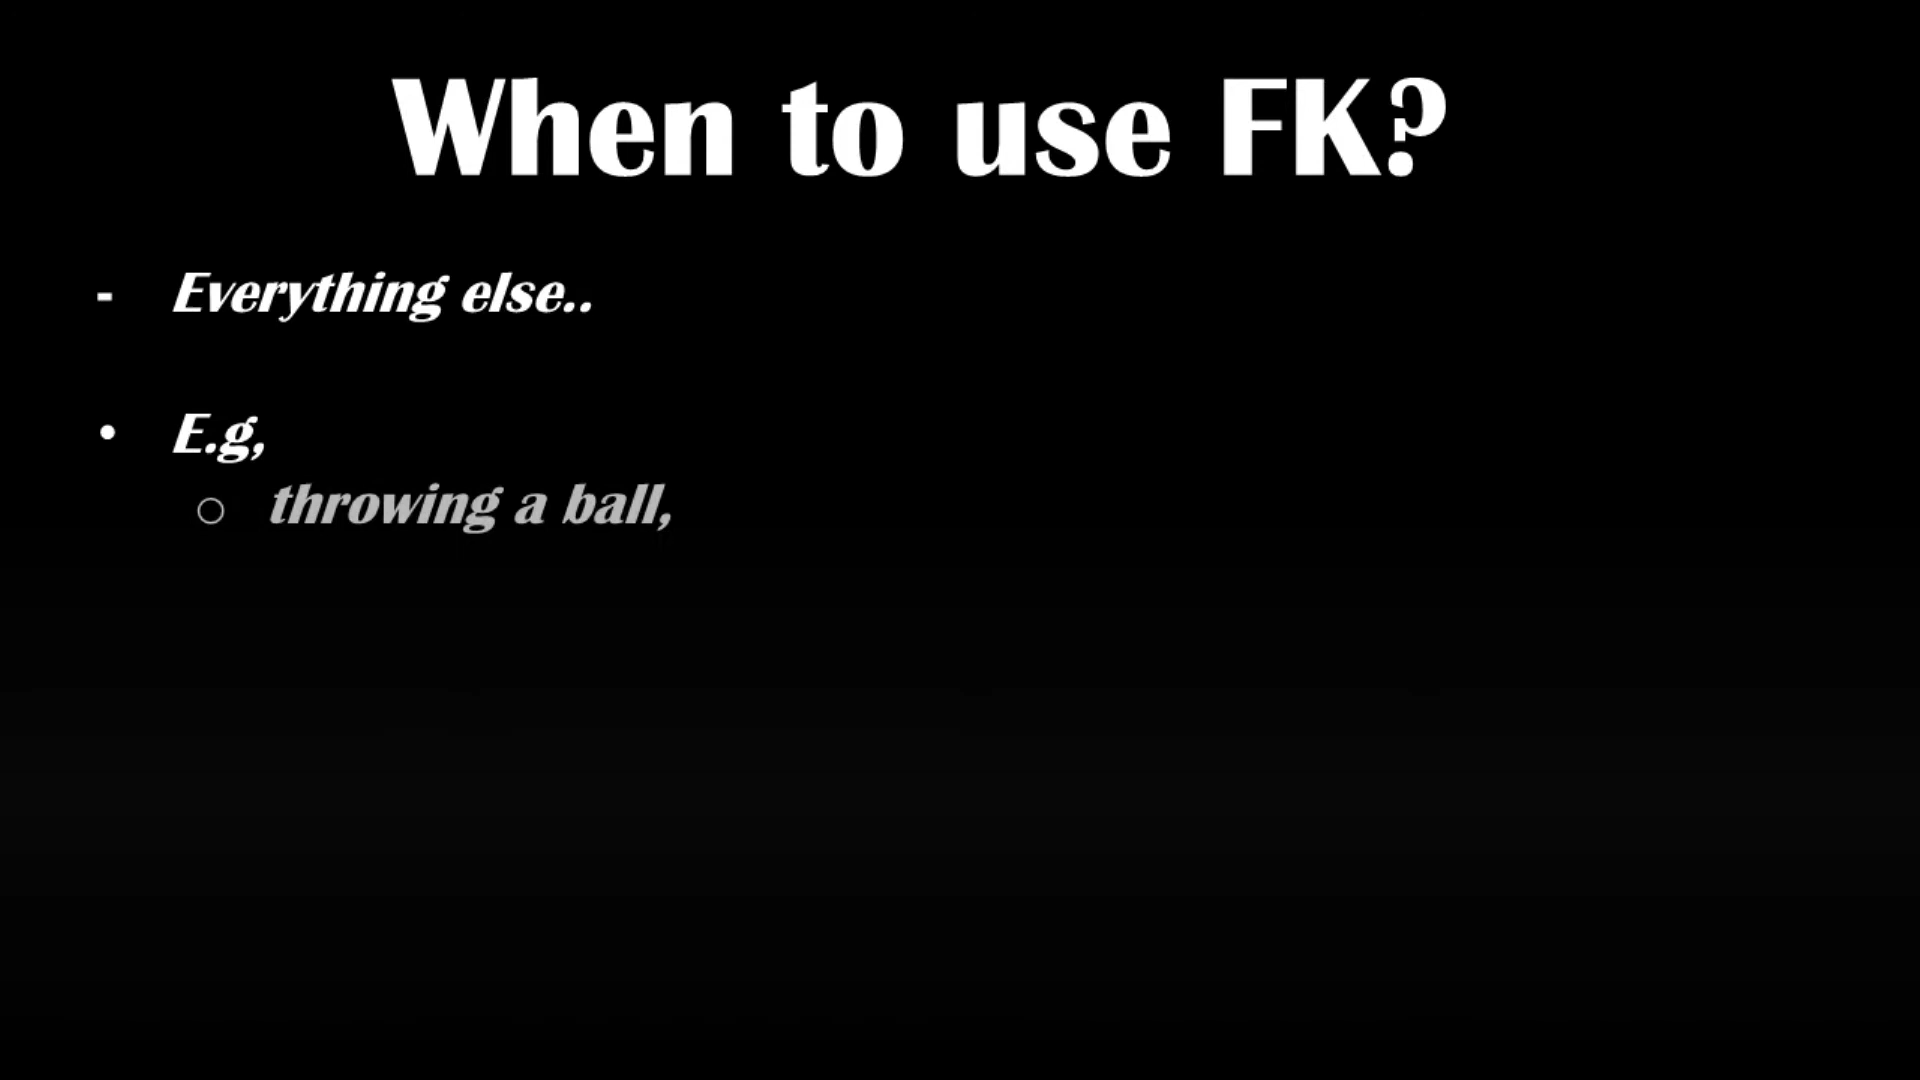 When to use FK?
- Everything else..
• E.g,
○ throwing a ball,